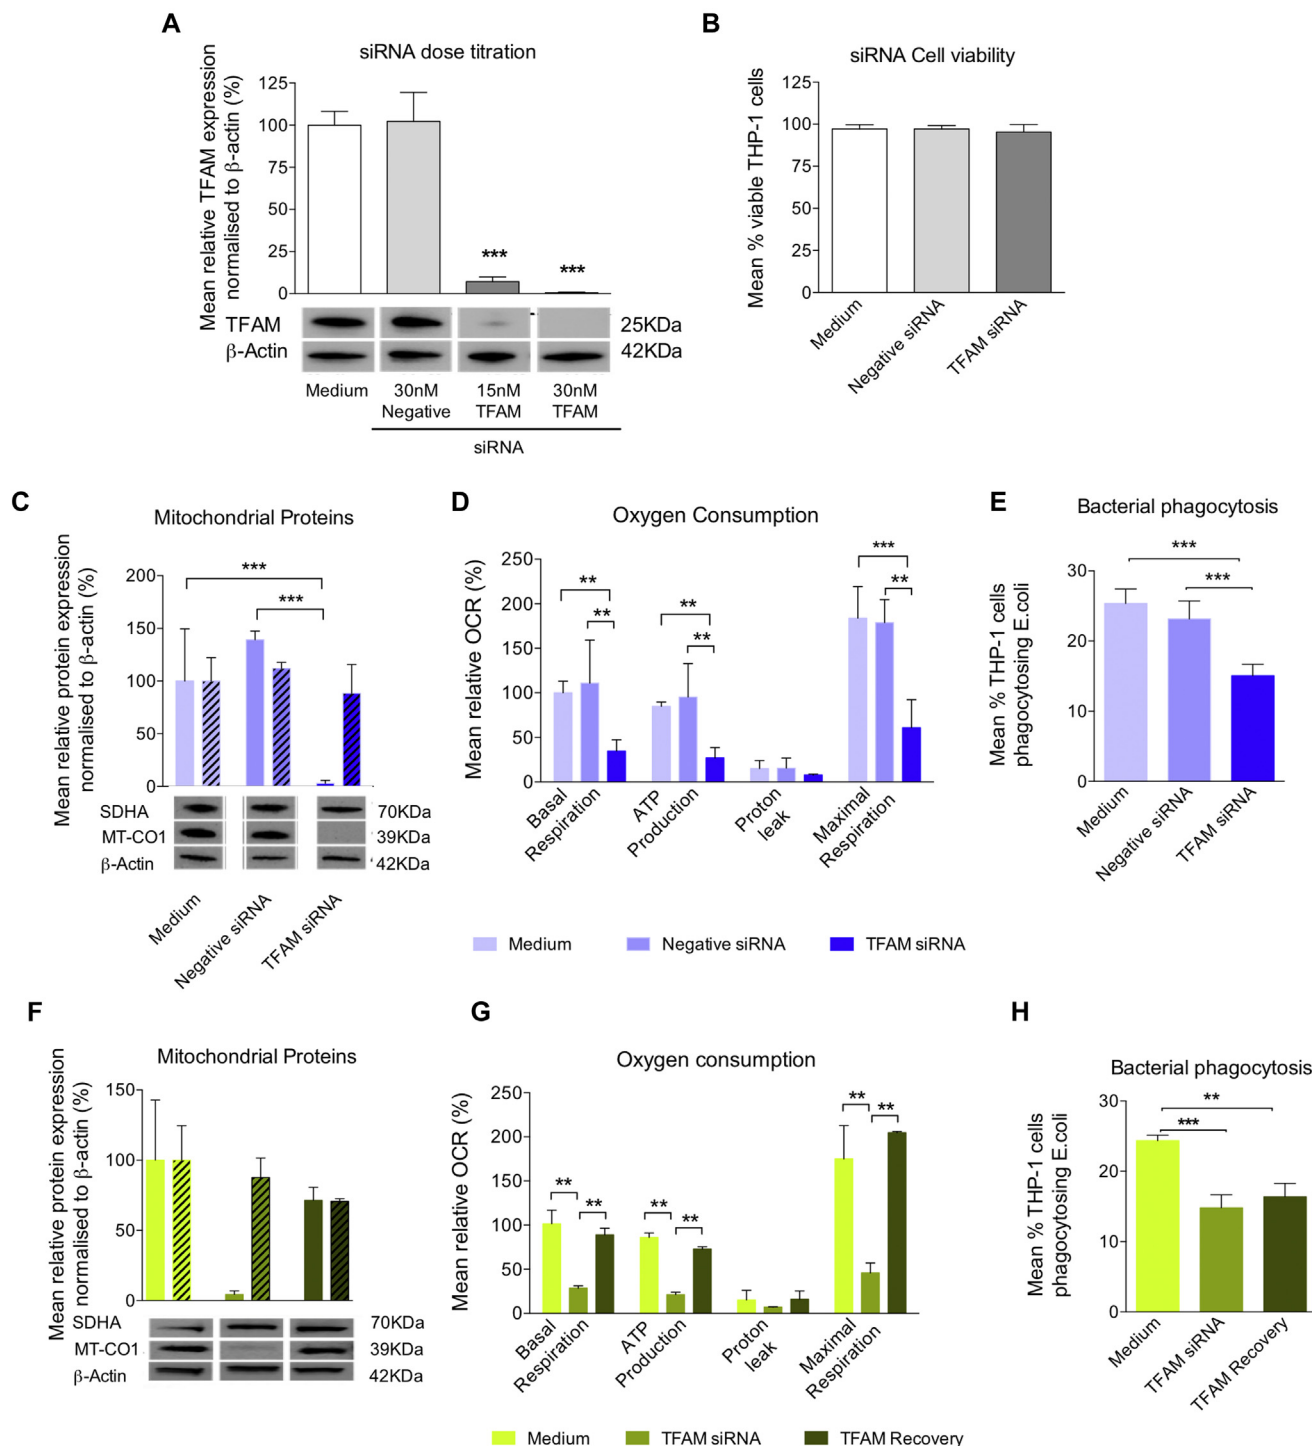 A
siRNA dose titration
Mean relative TFAM expression
normalised to β-actin (%)
125
100
75
50
25
0
***
***
TFAM
25KDa
β-Actin
42KDa
Medium
30nM
Negative
15nM
TFAM
30nM
TFAM
siRNA
B
siRNA Cell viability
Mean % viable THP-1 cells
125
100
75
50
25
0
Medium
Negative siRNA
TFAM siRNA
C
Mitochondrial Proteins
Mean relative protein expression
normalised to β-actin (%)
200
150
100
50
0
***
***
SDHA
70KDa
MT-CO1
39KDa
β-Actin
42KDa
Medium
Negative siRNA
TFAM siRNA
D
Oxygen Consumption
Mean relative OCR (%)
250
200
150
100
50
0
**
**
**
**
***
**
Basal
Respiration
ATP
Production
Proton
leak
Maximal
Respiration
E
Bacterial phagocytosis
Mean % THP-1 cells
phagocytosing E.coli
30
20
10
0
***
***
Medium
Negative siRNA
TFAM siRNA
Medium
Negative siRNA
TFAM siRNA
F
Mitochondrial Proteins
Mean relative protein expression
normalised to β-actin (%)
150
100
50
0
SDHA
70KDa
MT-CO1
39KDa
β-Actin
42KDa
G
Oxygen consumption
Mean relative OCR (%)
250
200
150
100
50
0
**
**
**
**
**
**
Basal
Respiration
ATP
Production
Proton
leak
Maximal
Respiration
H
Bacterial phagocytosis
Mean % THP-1 cells
phagocytosing E.coli
30
20
10
0
**
***
Medium
TFAM siRNA
TFAM Recovery
Medium
TFAM siRNA
TFAM Recovery